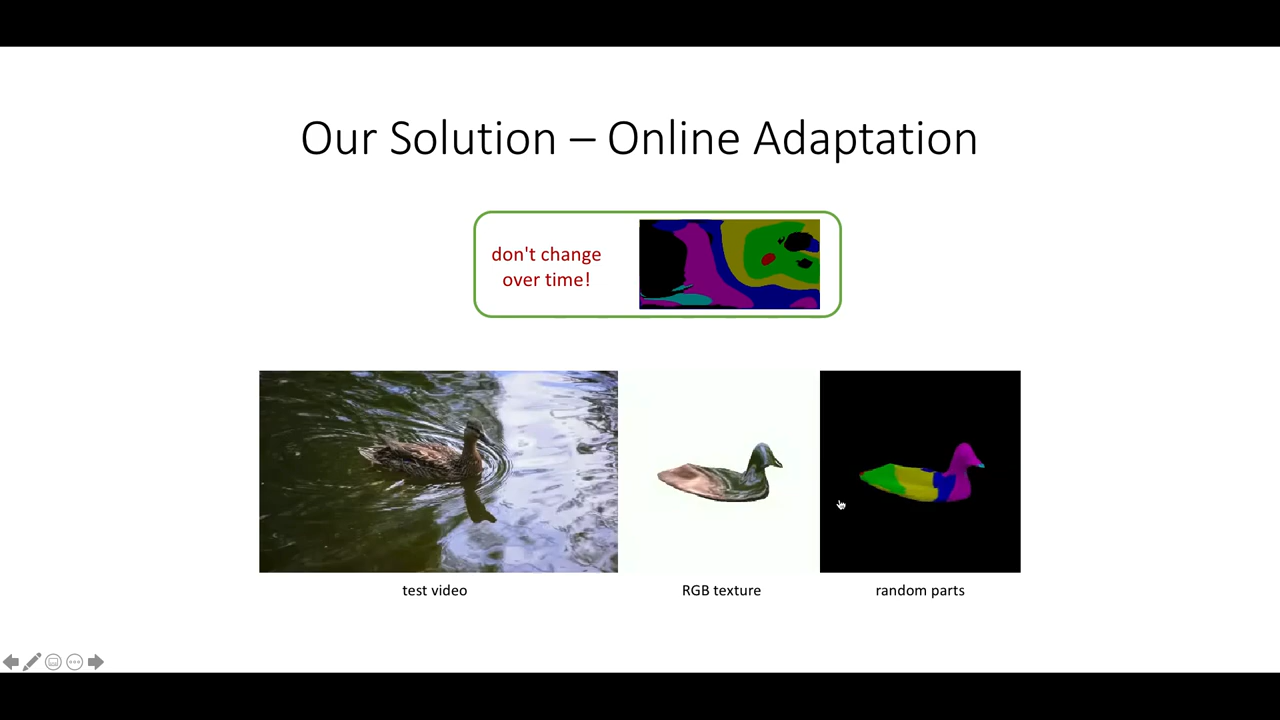 Our Solution – Online Adaptation
don't change
over time!
test video
RGB texture
random parts